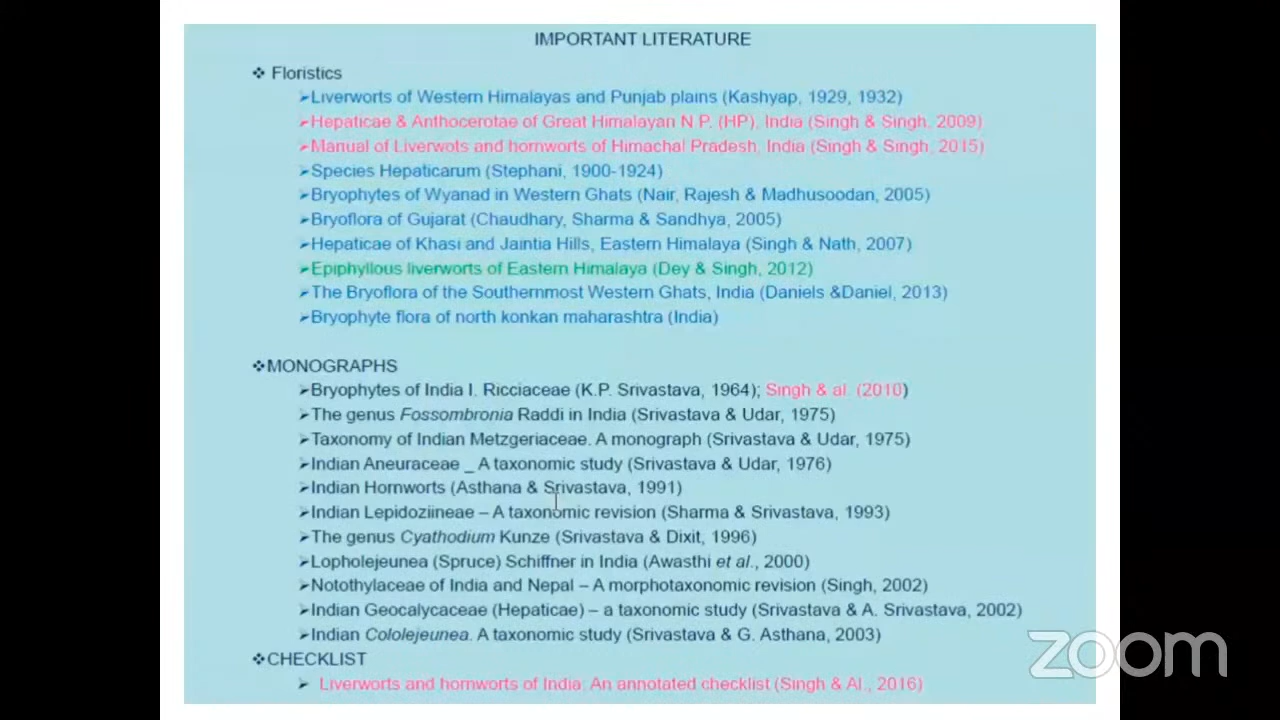 IMPORTANT LITERATURE
❖ Floristics
➢Liverworts of Western Himalayas and Punjab plains (Kashyap, 1929, 1932)
➢Hepaticae & Anthocerotae of Great Himalayan N.P. (HP), India (Singh & Singh, 2009)
➢Manual of Liverwots and hornworts of Himachal Pradesh, India (Singh & Singh, 2015)
➢Species Hepaticarum (Stephani, 1900-1924)
➢Bryophytes of Wyanad in Western Ghats (Nair, Rajesh & Madhusoodan, 2005)
➢Bryoflora of Gujarat (Chaudhary, Sharma & Sandhya, 2005)
➢Hepaticae of Khasi and Jaintia Hills, Eastern Himalaya (Singh & Nath, 2007)
➢Epiphyllous liverworts of Eastern Himalaya (Dey & Singh, 2012)
➢The Bryoflora of the Southernmost Western Ghats, India (Daniels &Daniel, 2013)
➢Bryophyte flora of north konkan maharashtra (India)
❖MONOGRAPHS
➢Bryophytes of India I. Ricciaceae (K.P. Srivastava, 1964); Singh & al. (2010)
➢The genus Fossombronia Raddi in India (Srivastava & Udar, 1975)
➢Taxonomy of Indian Metzgeriaceae. A monograph (Srivastava & Udar, 1975)
➢Indian Aneuraceae _ A taxonomic study (Srivastava & Udar, 1976)
➢Indian Hornworts (Asthana & Srivastava, 1991)
➢Indian Lepidoziineae – A taxonomic revision (Sharma & Srivastava, 1993)
➢The genus Cyathodium Kunze (Srivastava & Dixit, 1996)
➢Lopholejeunea (Spruce) Schiffner in India (Awasthi et al., 2000)
➢Notothylaceae of India and Nepal – A morphotaxonomic revision (Singh, 2002)
➢Indian Geocalycaceae (Hepaticae) – a taxonomic study (Srivastava & A. Srivastava, 2002)
➢Indian Cololejeunea. A taxonomic study (Srivastava & G. Asthana, 2003)
❖CHECKLIST
➢ Liverworts and hornworts of India: An annotated checklist (Singh & Al., 2016)
zoom